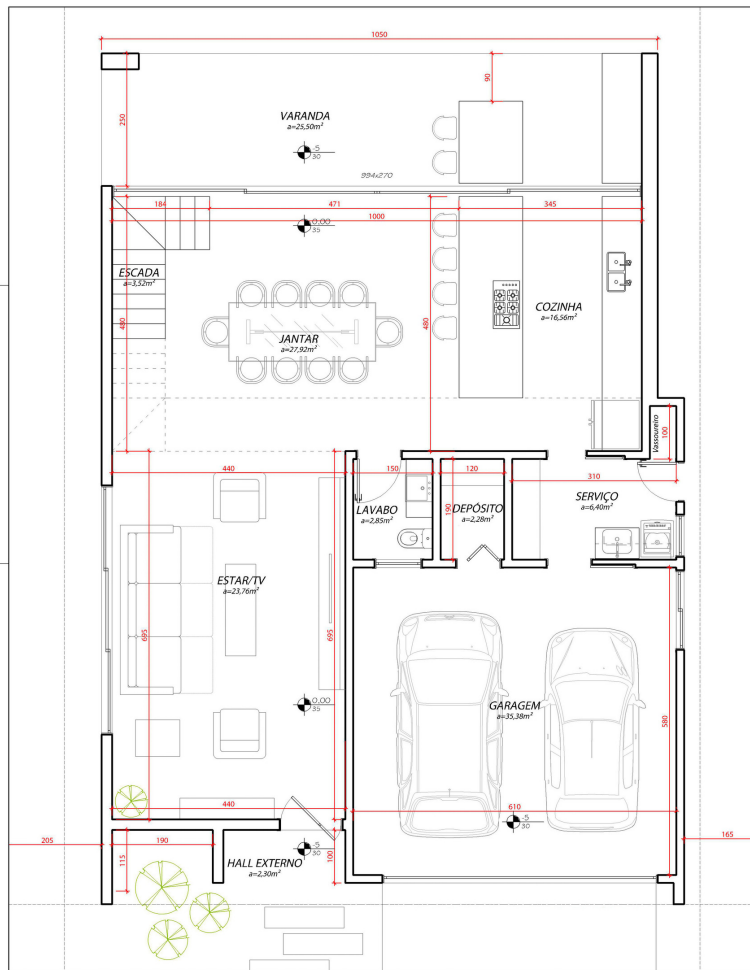 1050
90
250
VARANDA
a=25,50m²
-5
30
994x270
184
471
345
1000
0,00
35
ESCADA
a=3,52m²
COZINHA
a=16,56m²
480
480
JANTAR
a=27,92m²
Vassoureiro
100
440
150
120
310
LAVABO
a=2,85m²
190
DEPÓSITO
a=2,28m²
SERVIÇO
a=6,40m²
ESTAR/TV
a=23,76m²
695
695
0,00
35
GARAGEM
a=35,38m²
580
440
610
-5
30
205
165
190
115
HALL EXTERNO
a=2,30m²
-5
30
100